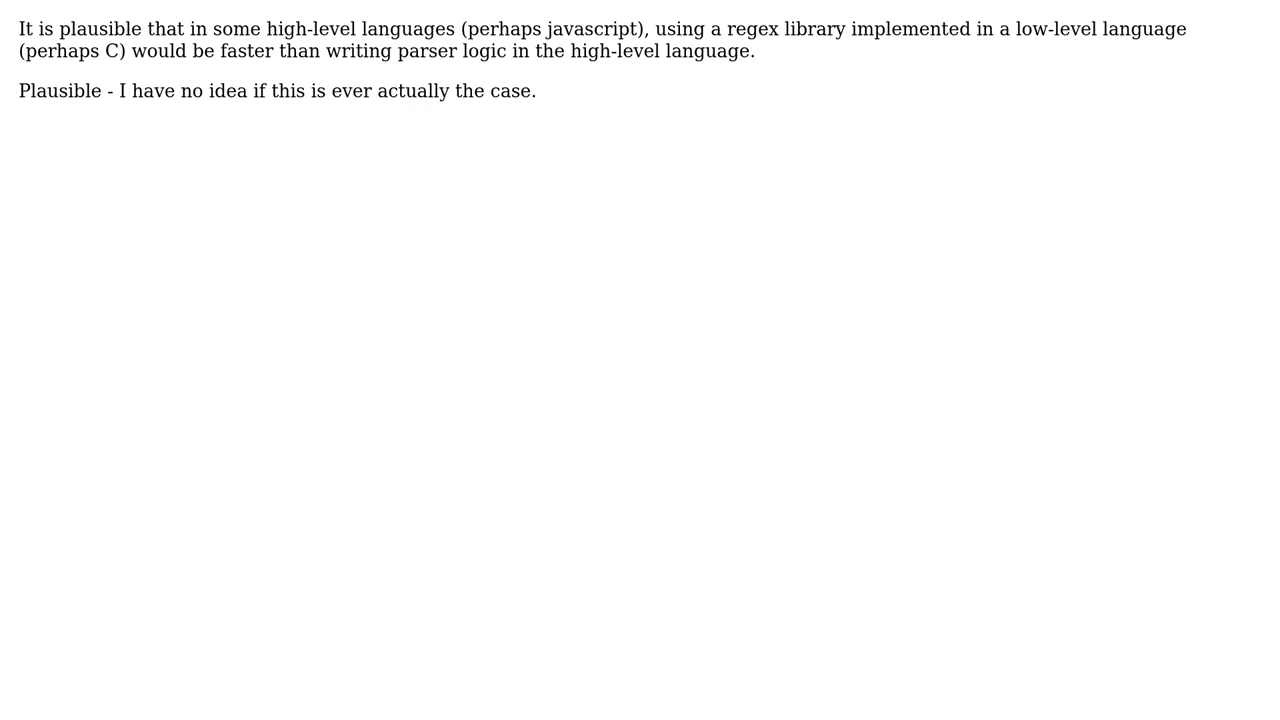 It is plausible that in some high-level languages (perhaps javascript), using a regex library implemented in a low-level language
(perhaps C) would be faster than writing parser logic in the high-level language.
Plausible - I have no idea if this is ever actually the case.